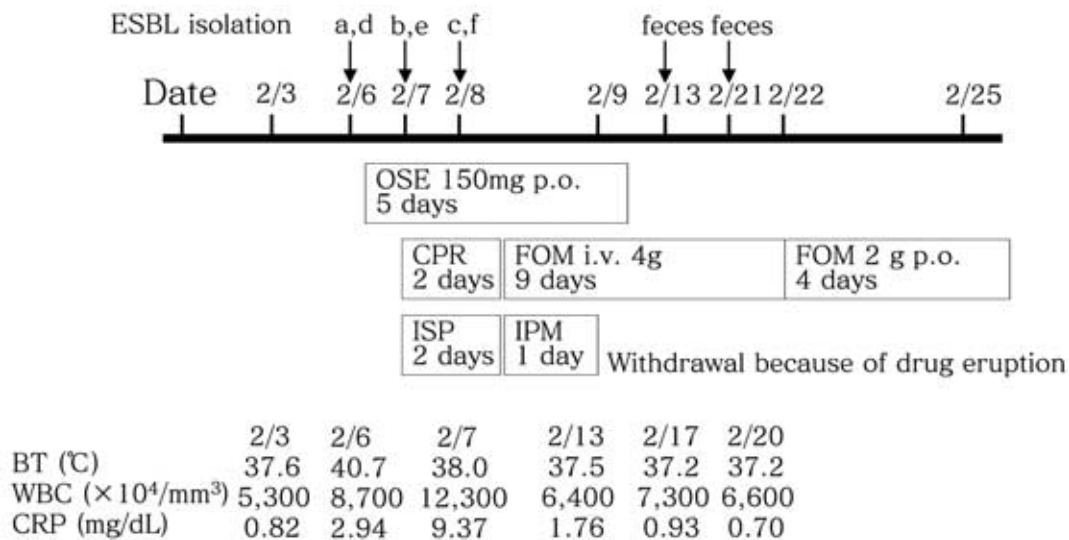 ESBL isolation a,d b,e c,f feces feces
Date 2/3 2/6 2/7 2/8 2/9 2/13 2/21 2/22 2/25
OSE 150mg p.o.
5 days
CPR
2 days
FOM i.v. 4g
9 days
FOM 2 g p.o.
4 days
ISP
2 days
IPM
1 day
Withdrawal because of drug eruption
2/3 2/6 2/7 2/13 2/17 2/20
BT (℃) 37.6 40.7 38.0 37.5 37.2 37.2
WBC (×10⁴/mm³) 5,300 8,700 12,300 6,400 7,300 6,600
CRP (mg/dL) 0.82 2.94 9.37 1.76 0.93 0.70